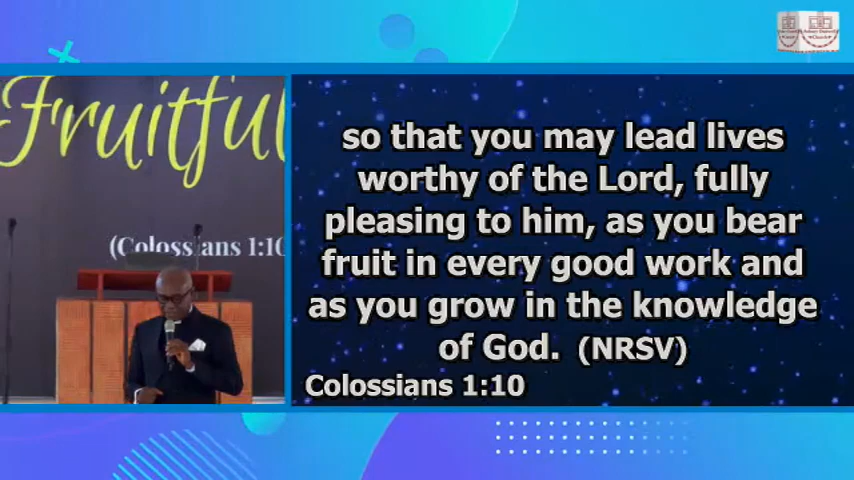 Fruitful
(Colossians 1:10
so that you may lead lives
worthy of the Lord, fully
pleasing to him, as you bear
fruit in every good work and
as you grow in the knowledge
of God. (NRSV)
Colossians 1:10